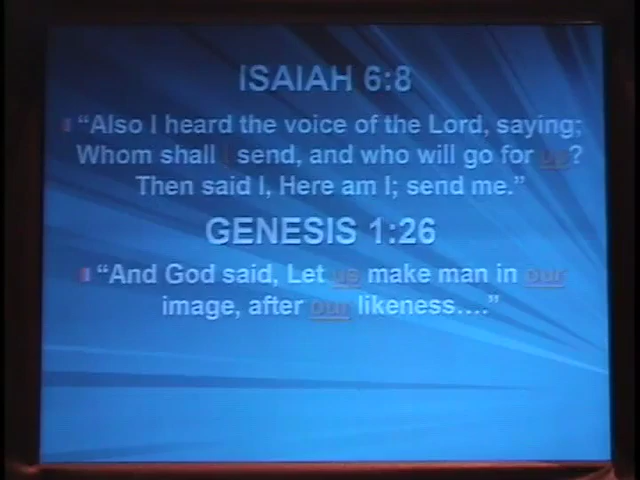 ISAIAH 6:8
“Also I heard the voice of the Lord, saying;
Whom shall I send, and who will go for us?
Then said I, Here am I; send me.”
GENESIS 1:26
“And God said, Let us make man in our
image, after our likeness….”